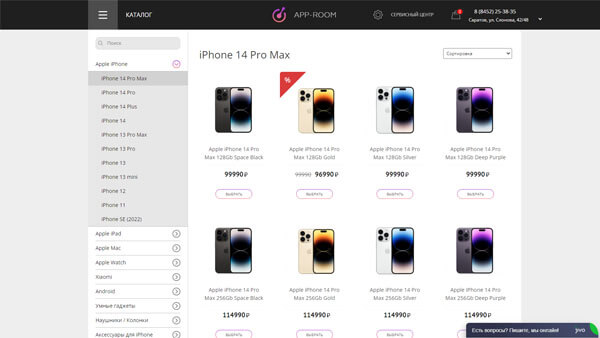 КАТАЛОГ
APP-ROOM
СЕРВИСНЫЙ ЦЕНТР
8 (8452) 25-38-35
Саратов, ул. Слонова, 42/48
Поиск
Apple iPhone
iPhone 14 Pro Max
iPhone 14 Pro
iPhone 14 Plus
iPhone 14
iPhone 13 Pro Max
iPhone 13 Pro
iPhone 13
iPhone 13 mini
iPhone 12
iPhone 11
iPhone SE (2022)
Apple iPad
Apple Mac
Apple Watch
Xiaomi
Android
Умные гаджеты
Наушники / Колонки
Аксессуары для iPhone
iPhone 14 Pro Max
Сортировка
%
Apple iPhone 14 Pro
Max 128Gb Space Black
99990 ₽
ВЫБРАТЬ
Apple iPhone 14 Pro
Max 128Gb Gold
99990 96990 ₽
ВЫБРАТЬ
Apple iPhone 14 Pro
Max 128Gb Silver
99990 ₽
ВЫБРАТЬ
Apple iPhone 14 Pro
Max 128Gb Deep Purple
99990 ₽
ВЫБРАТЬ
Apple iPhone 14 Pro
Max 256Gb Space Black
114990 ₽
ВЫБРАТЬ
Apple iPhone 14 Pro
Max 256Gb Gold
114990 ₽
ВЫБРАТЬ
Apple iPhone 14 Pro
Max 256Gb Silver
114990 ₽
ВЫБРАТЬ
Apple iPhone 14 Pro
Max 256Gb Deep Purple
114990 ₽
Есть вопросы? Пишите, мы онлайн!
jivo